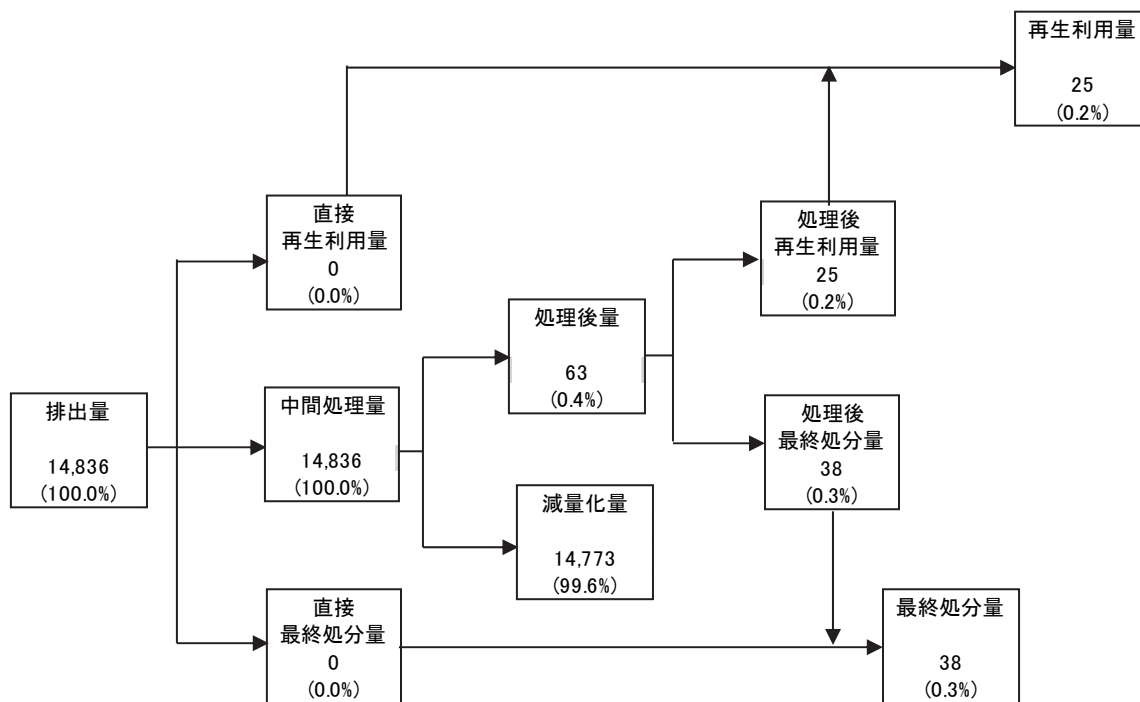 再生利用量
25
(0.2%)
直接
再生利用量
0
(0.0%)
処理後
再生利用量
25
(0.2%)
処理後量
63
(0.4%)
排出量
14,836
(100.0%)
中間処理量
14,836
(100.0%)
処理後
最終処分量
38
(0.3%)
減量化量
14,773
(99.6%)
直接
最終処分量
0
(0.0%)
最終処分量
38
(0.3%)